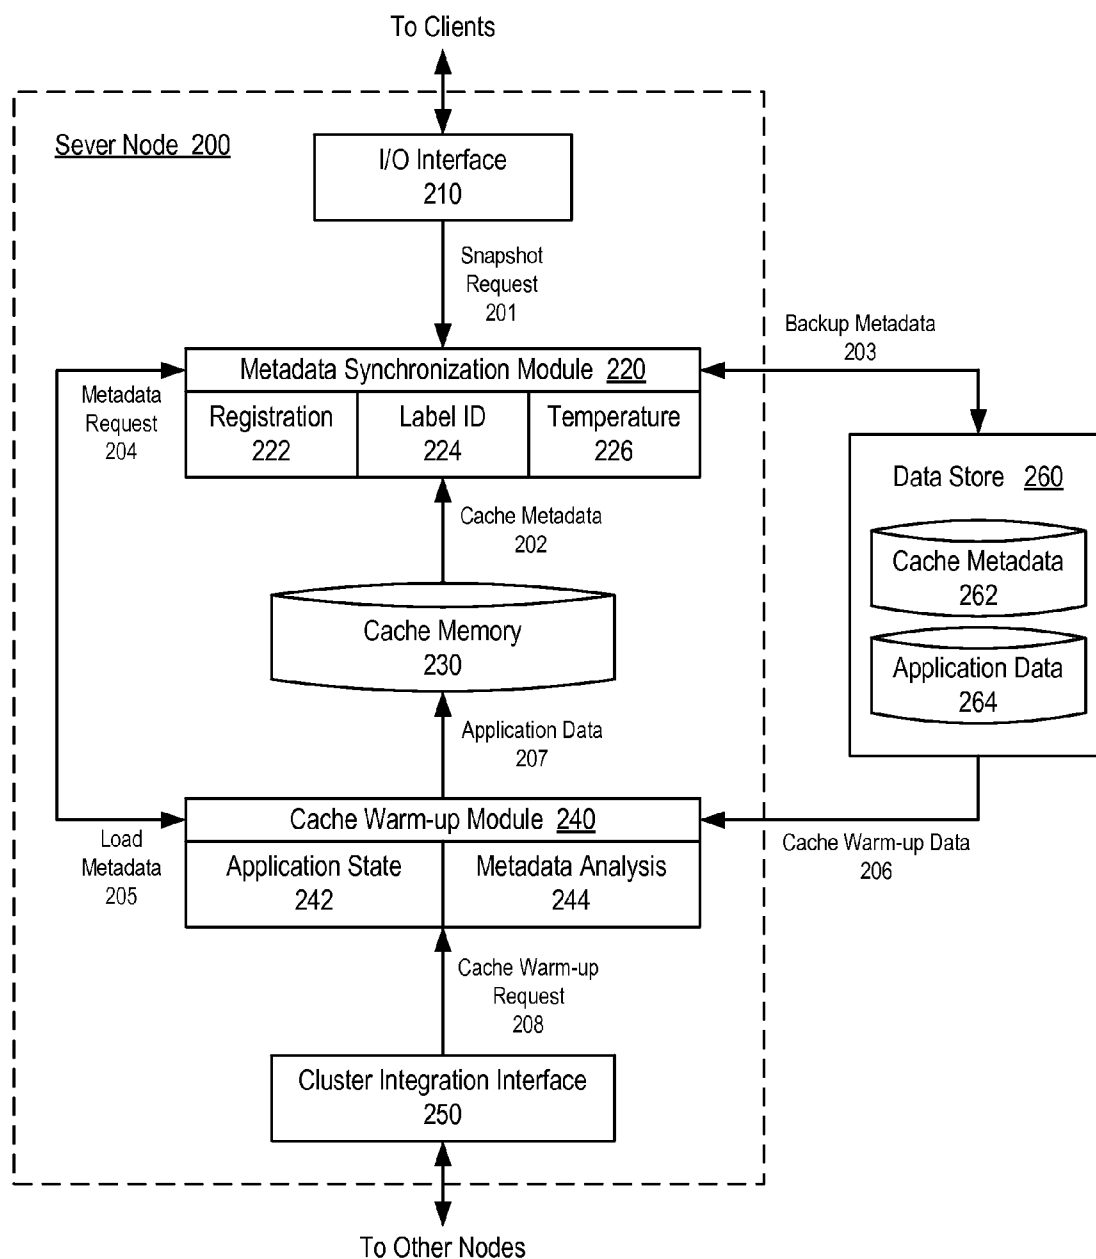 To Clients
Sever Node 200
I/O Interface
210
Snapshot
Request
201
Backup Metadata
203
Metadata Synchronization Module 220
Metadata
Request
204
Registration
222
Label ID
224
Temperature
226
Data Store 260
Cache Metadata
202
Cache Metadata
262
Cache Memory
230
Application Data
264
Application Data
207
Cache Warm-up Module 240
Load
Metadata
205
Application State
242
Metadata Analysis
244
Cache Warm-up Data
206
Cache Warm-up
Request
208
Cluster Integration Interface
250
To Other Nodes